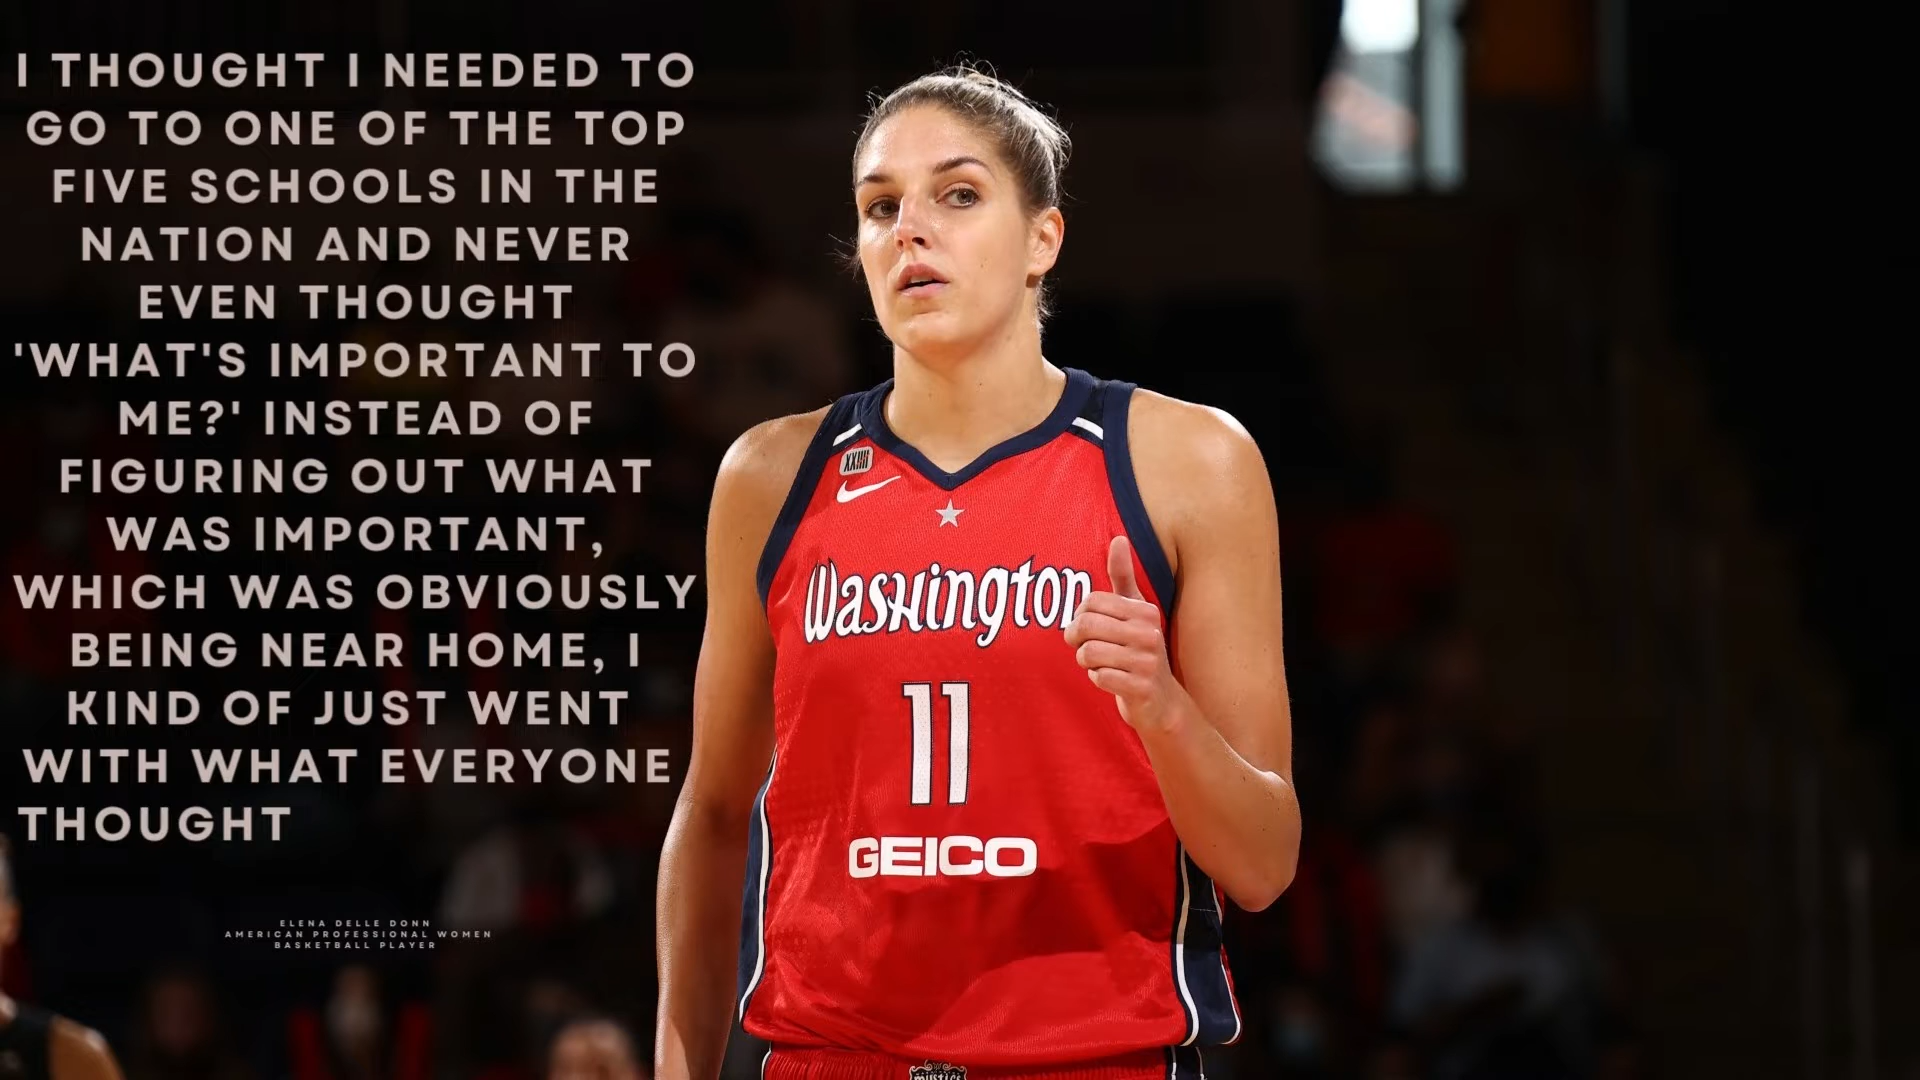 I THOUGHT I NEEDED TO
GO TO ONE OF THE TOP
FIVE SCHOOLS IN THE
NATION AND NEVER
EVEN THOUGHT
'WHAT'S IMPORTANT TO
ME?' INSTEAD OF
FIGURING OUT WHAT
WAS IMPORTANT,
WHICH WAS OBVIOUSLY
BEING NEAR HOME, I
KIND OF JUST WENT
WITH WHAT EVERYONE
THOUGHT
ELENA DELLE DONN
AMERICAN PROFESSIONAL WOMEN
BASKETBALL PLAYER
XXIIII
Washington
11
GEICO
mystics